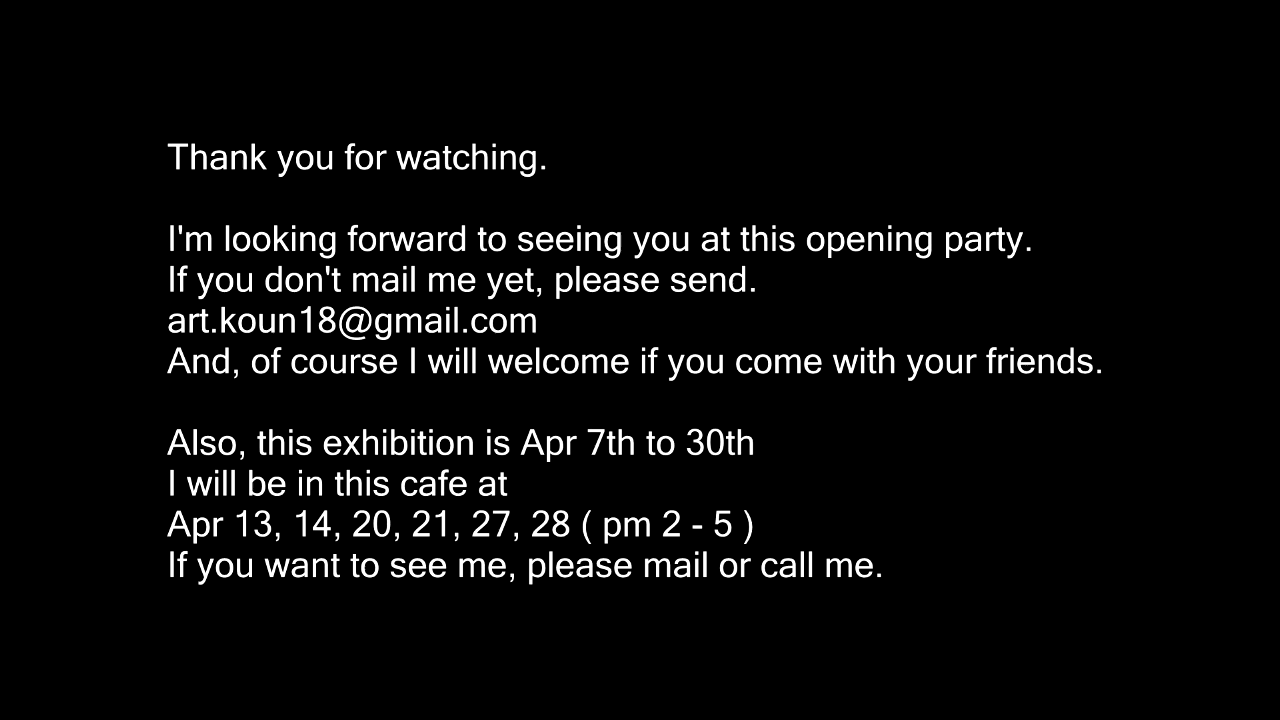 Thank you for watching.
I'm looking forward to seeing you at this opening party.
If you don't mail me yet, please send.
art.koun18@gmail.com
And, of course I will welcome if you come with your friends.
Also, this exhibition is Apr 7th to 30th
I will be in this cafe at
Apr 13, 14, 20, 21, 27, 28 ( pm 2 - 5 )
If you want to see me, please mail or call me.